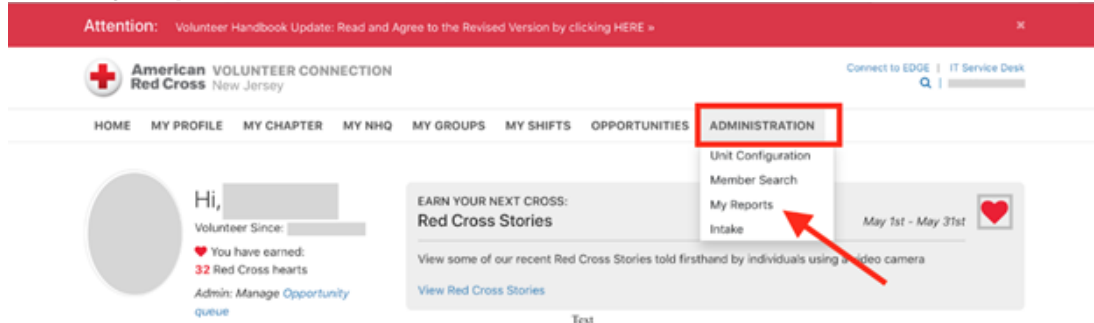 Attention: Volunteer Handbook Update: Read and Agree to the Revised Version by clicking HERE » ×
American VOLUNTEER CONNECTION
Red Cross New Jersey
Connect to EDGE | IT Service Desk
|
HOME MY PROFILE MY CHAPTER MY NHQ MY GROUPS MY SHIFTS OPPORTUNITIES ADMINISTRATION
Unit Configuration
Member Search
My Reports
Intake
Hi,
Volunteer Since:
You have earned:
32 Red Cross hearts
Admin: Manage Opportunity
queue
EARN YOUR NEXT CROSS:
Red Cross Stories
May 1st - May 31st
View some of our recent Red Cross Stories told firsthand by individuals using a video camera
View Red Cross Stories
Text